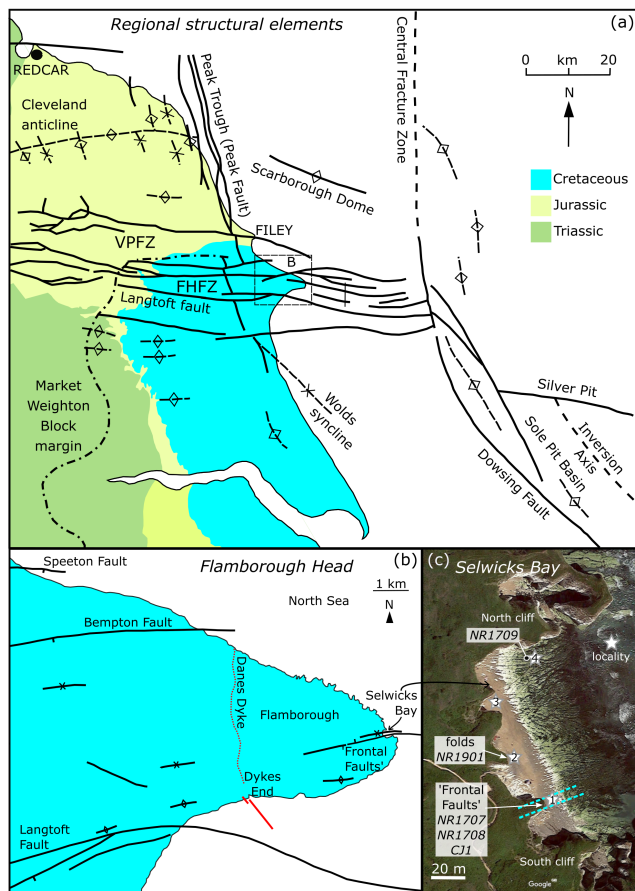 Regional structural elements
(a)
REDCAR
Cleveland
anticline
Peak Trough (Peak Fault)
Central Fracture Zone
0 km 20
N
Scarborough Dome
Cretaceous
Jurassic
Triassic
FILEY
VPFZ
B
FHFZ
Langtoft fault
Market
Weighton
Block
margin
Wolds
syncline
Silver Pit
Inversion
Axis
Sole Pit Basin
Dowsing Fault
(b)
Flamborough Head
Speeton Fault
1 km
N
North Sea
Bempton Fault
Danes Dyke
Flamborough
Selwicks
Bay
'Frontal
Faults'
Dykes
End
Langtoft
Fault
(c)
Selwicks Bay
North cliff
NR1709
4
locality
3
folds
NR1901
2
'Frontal
Faults'
NR1707
NR1708
CJ1
1
South cliff
20 m
Google